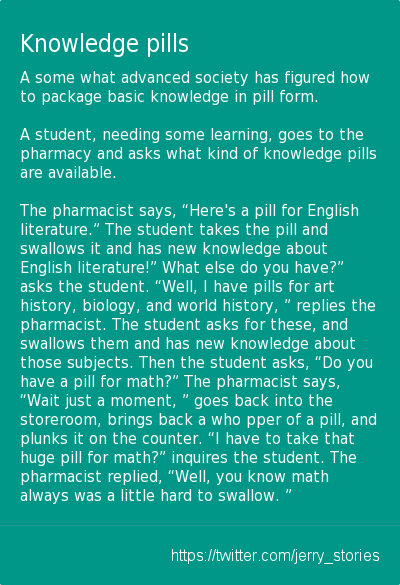 Knowledge pills
A some what advanced society has figured how
to package basic knowledge in pill form.
A student, needing some learning, goes to the
pharmacy and asks what kind of knowledge pills
are available.
The pharmacist says, “Here's a pill for English
literature.” The student takes the pill and
swallows it and has new knowledge about
English literature!” What else do you have?”
asks the student. “Well, I have pills for art
history, biology, and world history, ” replies the
pharmacist. The student asks for these, and
swallows them and has new knowledge about
those subjects. Then the student asks, “Do you
have a pill for math?” The pharmacist says,
“Wait just a moment, ” goes back into the
storeroom, brings back a who pper of a pill, and
plunks it on the counter. “I have to take that
huge pill for math?” inquires the student. The
pharmacist replied, “Well, you know math
always was a little hard to swallow. ”
https://twitter.com/jerry_stories